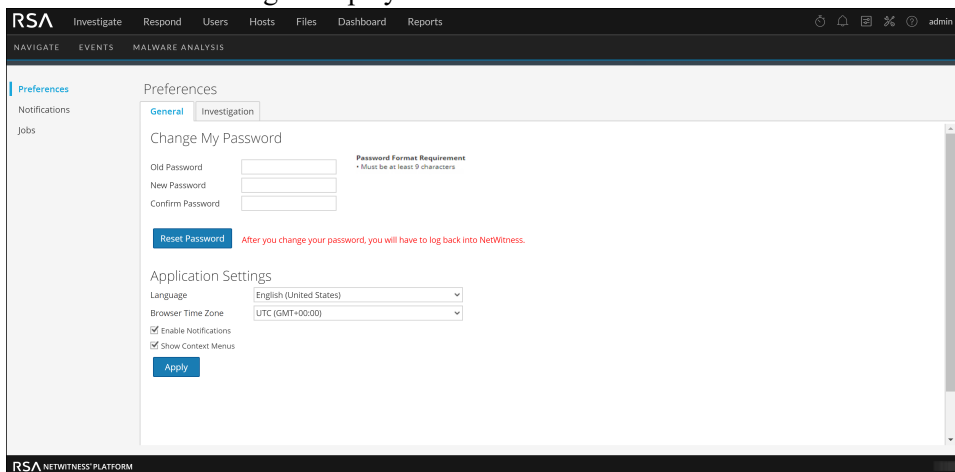 RSA Investigate Respond Users Hosts Files Dashboard Reports admin
NAVIGATE EVENTS MALWARE ANALYSIS
Preferences
Notifications
Jobs
Preferences
General Investigation
Change My Password
Old Password
New Password
Confirm Password
Password Format Requirement
• Must be at least 9 characters
Reset Password After you change your password, you will have to log back into NetWitness.
Application Settings
Language English (United States)
Browser Time Zone UTC (GMT+00:00)
Enable Notifications
Show Context Menus
Apply
RSA NETWITNESS® PLATFORM